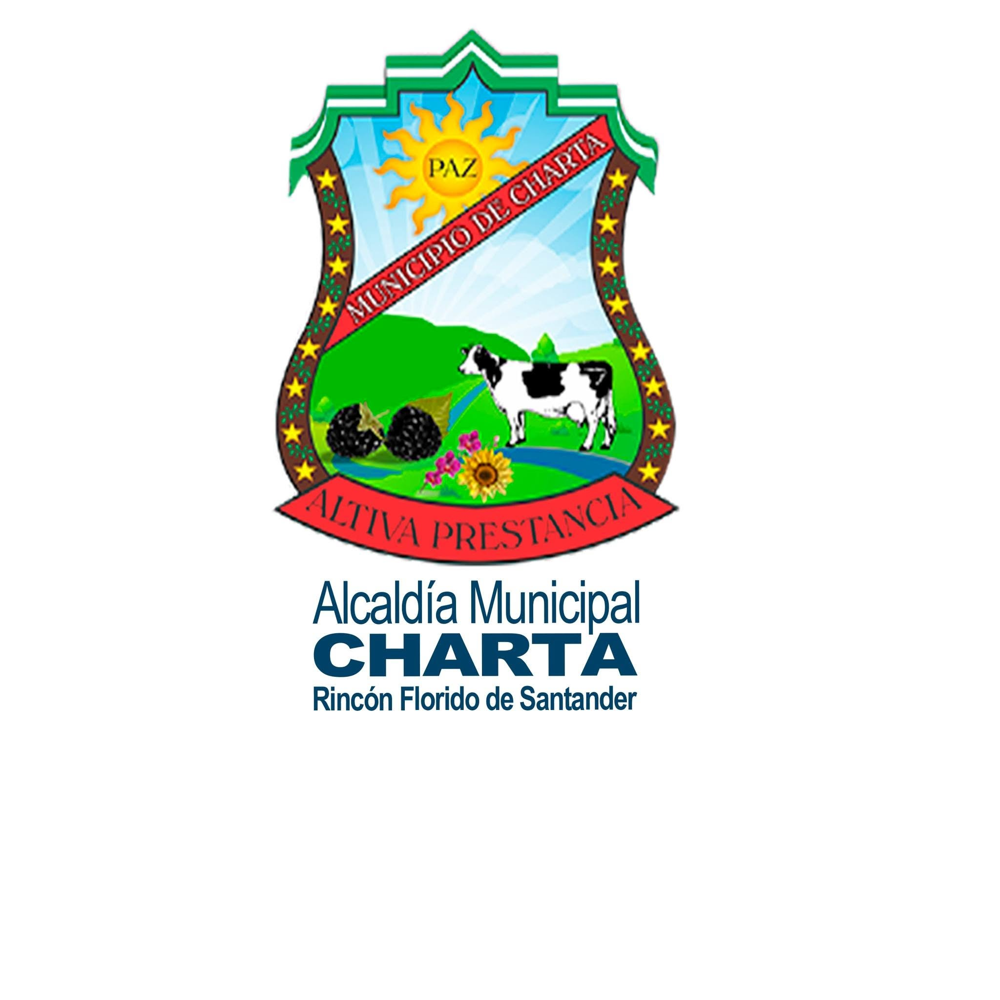 PAZ
MUNICIPIO DE CHARTA
ALTIVA PRESTANCIA
Alcaldía Municipal
CHARTA
Rincón Florido de Santander